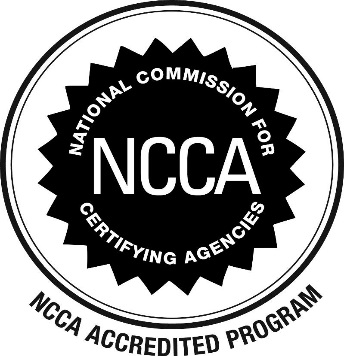 NATIONAL COMMISSION FOR
NCCA
CERTIFYING AGENCIES
NCCA ACCREDITED PROGRAM